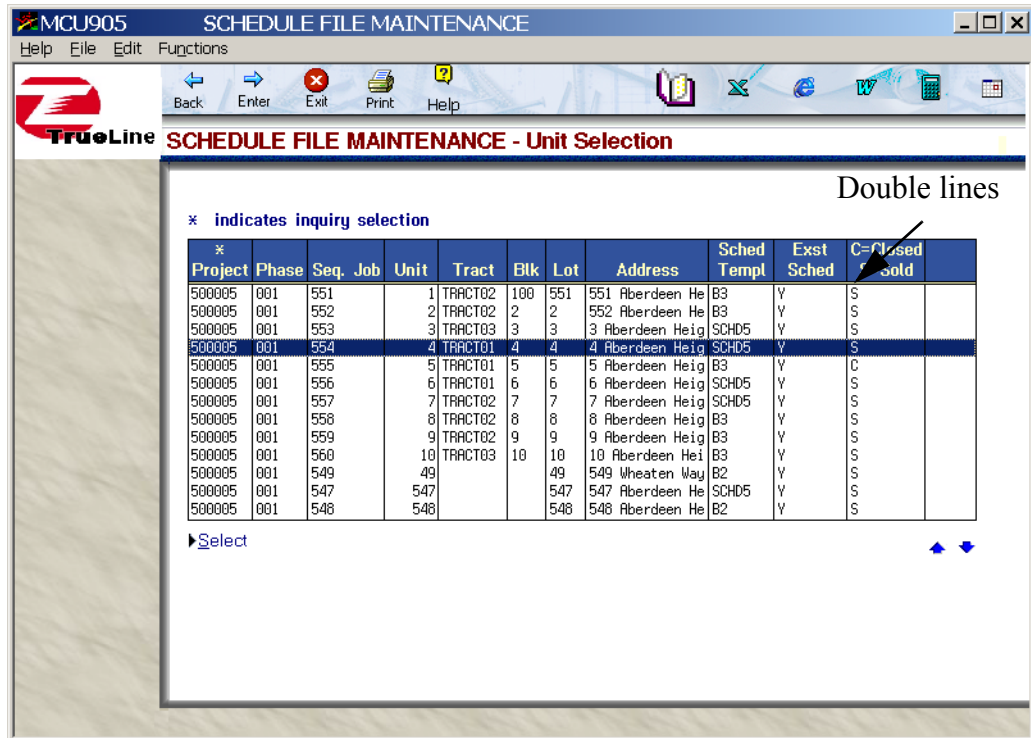 MCU905 SCHEDULE FILE MAINTENANCE
Help File Edit Functions
Back Enter Exit Print Help
TrueLine
SCHEDULE FILE MAINTENANCE - Unit Selection
Double lines
* indicates inquiry selection
* Sched Exst C=Closed
Project Phase Seq. Job Unit Tract Blk Lot Address Templ Sched S=Sold
500005 001 551 1 TRACT02 100 551 551 Aberdeen He B3 Y S
500005 001 552 2 TRACT02 2 2 552 Aberdeen He B3 Y S
500005 001 553 3 TRACT03 3 3 3 Aberdeen Heig SCHD5 Y S
500005 001 554 4 TRACT01 4 4 4 Aberdeen Heig SCHD5 Y S
500005 001 555 5 TRACT01 5 5 5 Aberdeen Heig B3 Y C
500005 001 556 6 TRACT01 6 6 6 Aberdeen Heig SCHD5 Y S
500005 001 557 7 TRACT02 7 7 7 Aberdeen Heig SCHD5 Y S
500005 001 558 8 TRACT02 8 8 8 Aberdeen Heig B3 Y S
500005 001 559 9 TRACT02 9 9 9 Aberdeen Heig B3 Y S
500005 001 560 10 TRACT03 10 10 10 Aberdeen Hei B3 Y S
500005 001 549 49 49 549 Wheaten Way B2 Y S
500005 001 547 547 547 547 Aberdeen He SCHD5 Y S
500005 001 548 548 548 548 Aberdeen He B2 Y S
Select